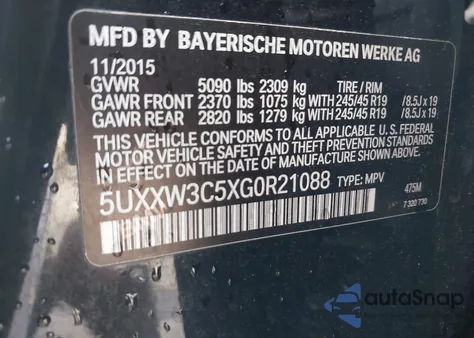 MFD BY BAYERISCHE MOTOREN WERKE AG
11/2015
GVWR 5090 lbs 2309 kg TIRE / RIM
GAWR FRONT 2370 lbs 1075 kg WITH 245/45 R19 /8.5J x 19
GAWR REAR 2820 lbs 1279 kg WITH 245/45 R19 /8.5J x 19
THIS VEHICLE CONFORMS TO ALL APPLICABLE U.S. FEDERAL
MOTOR VEHICLE SAFETY AND THEFT PREVENTION STANDARDS
IN EFFECT ON THE DATE OF MANUFACTURE SHOWN ABOVE.
5UXXW3C5XG0R21088 TYPE: MPV 475M
7 320 730
autoSnap